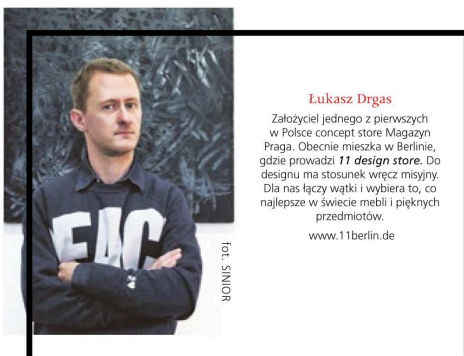 Łukasz Drgas
Założyciel jednego z pierwszych
w Polsce concept store Magazyn
Praga. Obecnie mieszka w Berlinie,
gdzie prowadzi 11 design store. Do
designu ma stosunek wręcz misyjny.
Dla nas łączy wątki i wybiera to, co
najlepsze w świecie mebli i pięknych
przedmiotów.
www.11berlin.de
fot. SINIOR